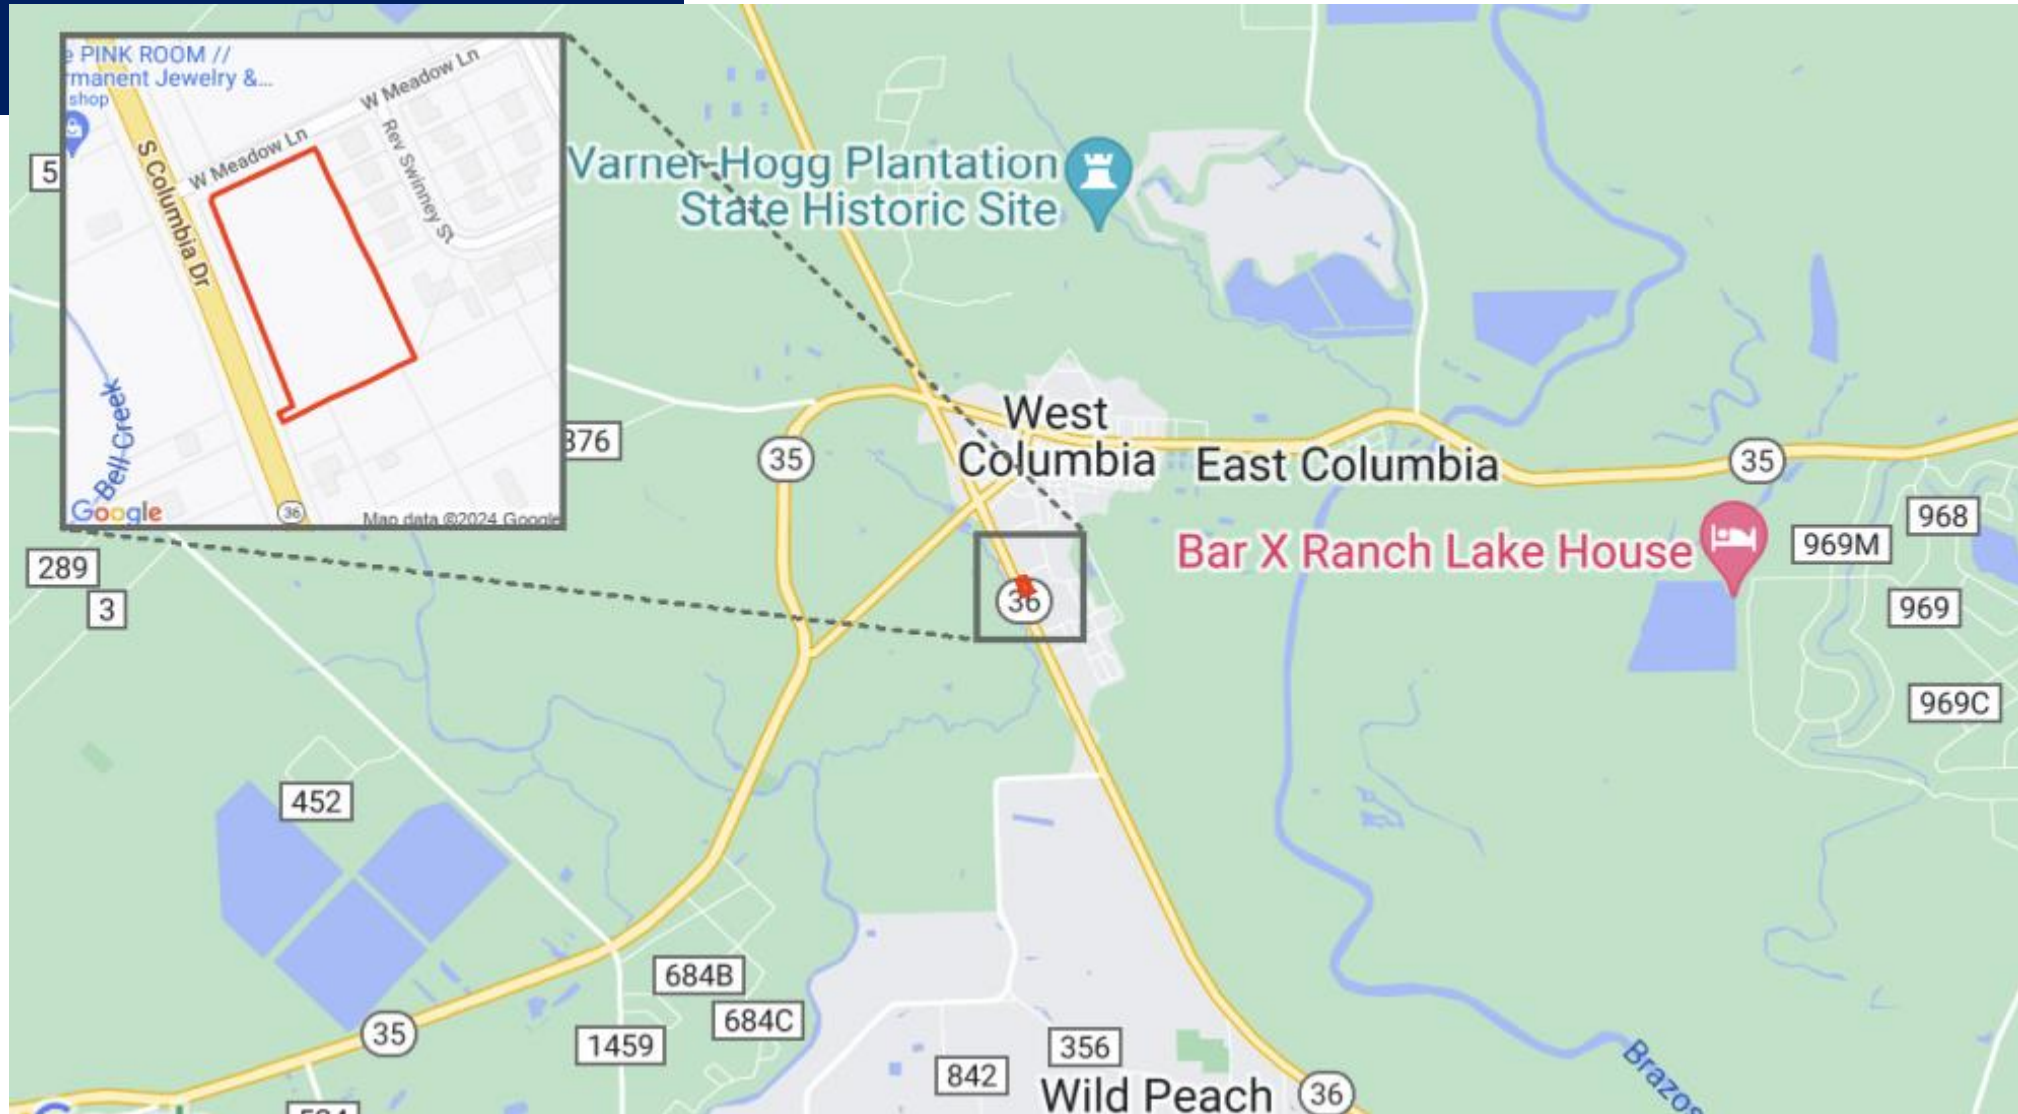 PINK ROOM //
Jewelry &...
shop
W Meadow Ln
W Meadow Ln
Rev Swinney St
S Columbia Dr
Bell Creek
Google
36
Map data ©2024 Google
5
Varner-Hogg Plantation
State Historic Site
376
35
West
Columbia
East Columbia
35
Bar X Ranch Lake House
968
969M
969
969C
289
3
36
452
684B
684C
35
1459
356
842
Wild Peach
36